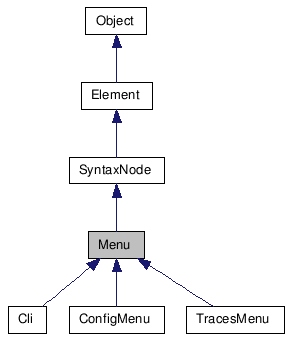 Object
Element
SyntaxNode
Menu
Cli
ConfigMenu
TracesMenu